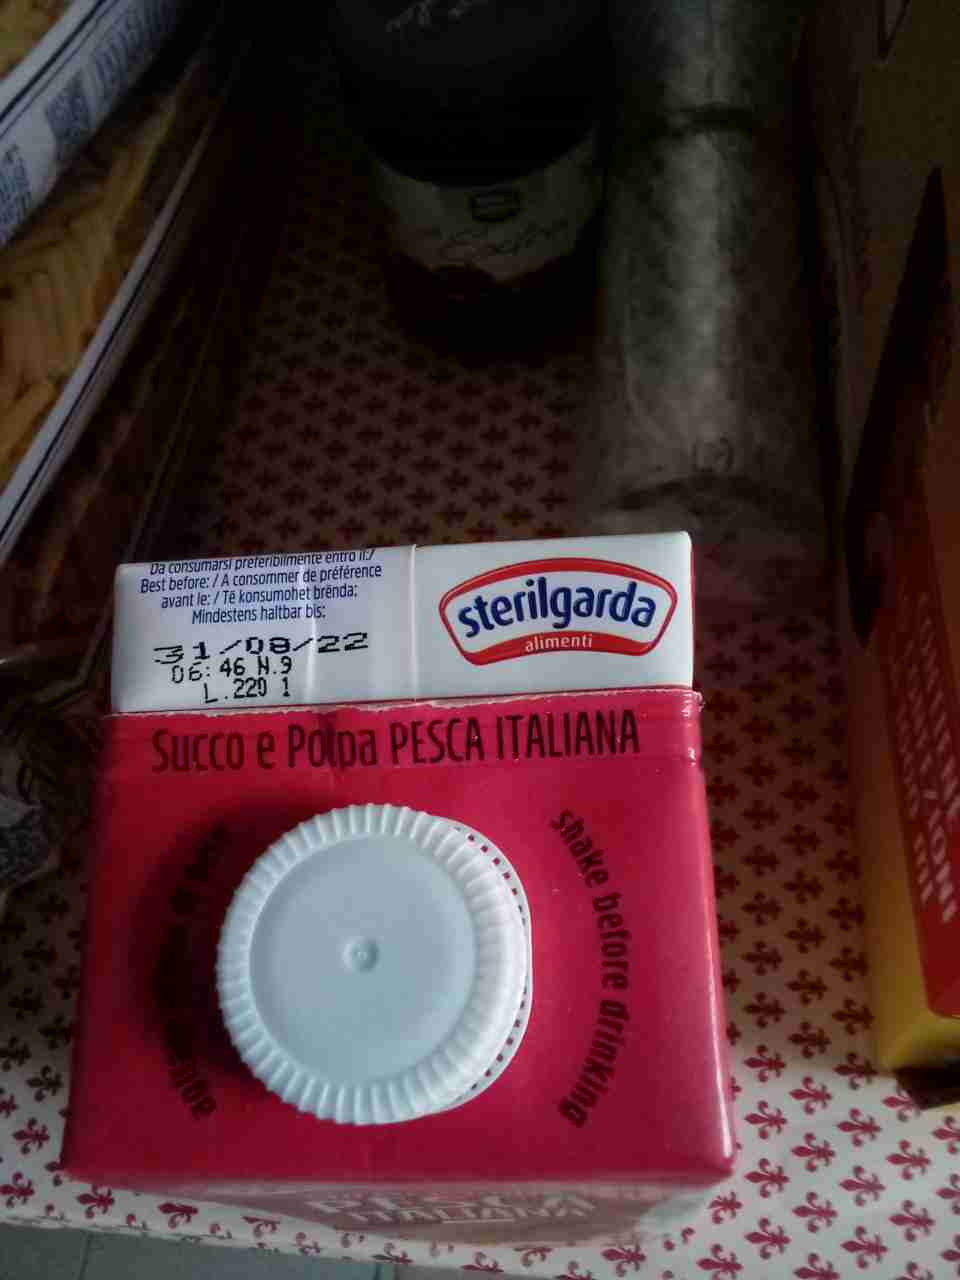 Da consumarsi preferibilmente entro il:/
Best before: / A consommer de préférence
avant le: / Të konsumohet brënda:
Mindestens haltbar bis:
31/08/22
06:46 N.9
L.220 1
sterilgarda
alimenti
Succo e Polpa PESCA ITALIANA
shake before drinking